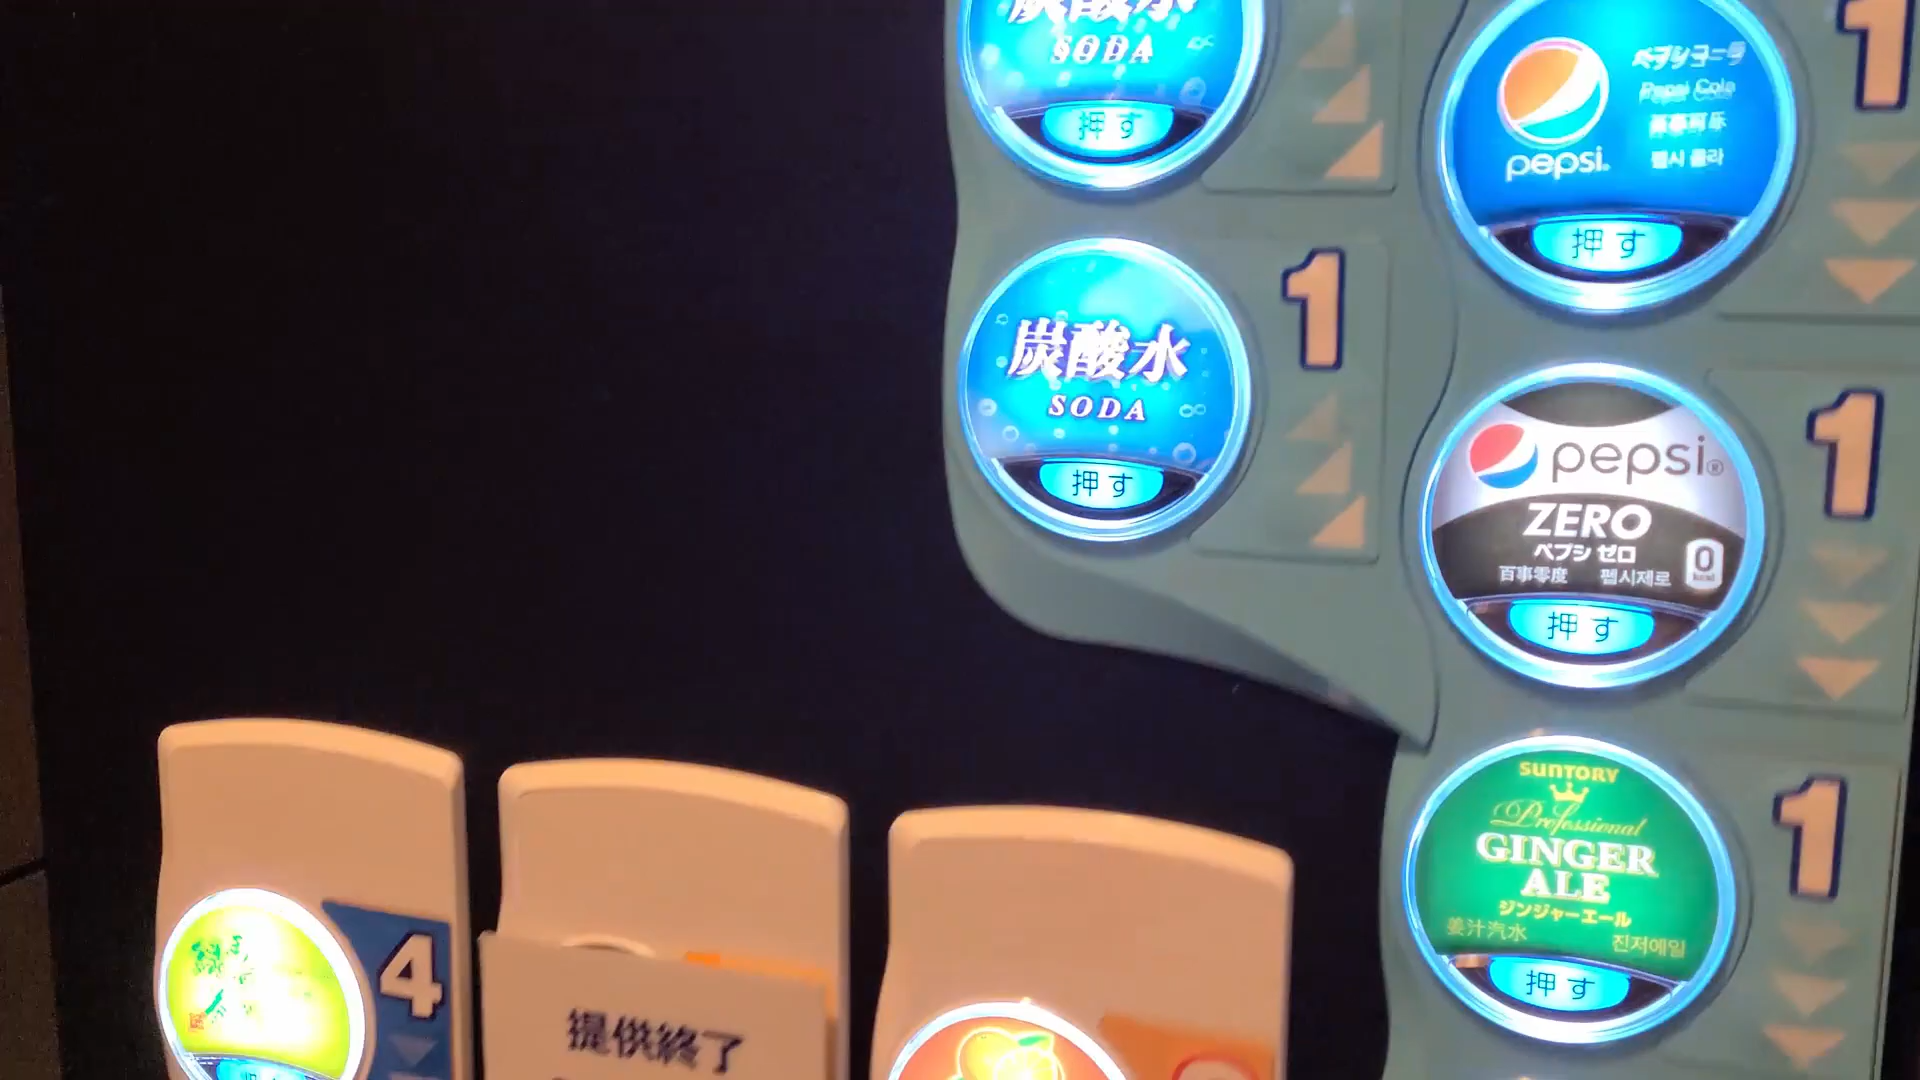 炭酸水
SODA
押す
ペプシコーラ
Pepsi Cola
百事可乐
펩시 콜라
pepsi
押す
1
炭酸水
SODA
押す
1
pepsi®
ZERO
ペプシ ゼロ
百事零度 펩시제로
0
kcal
押す
1
SUNTORY
Professional
GINGER
ALE
ジンジャーエール
姜汁汽水 진저에일
押す
1
4
提供終了